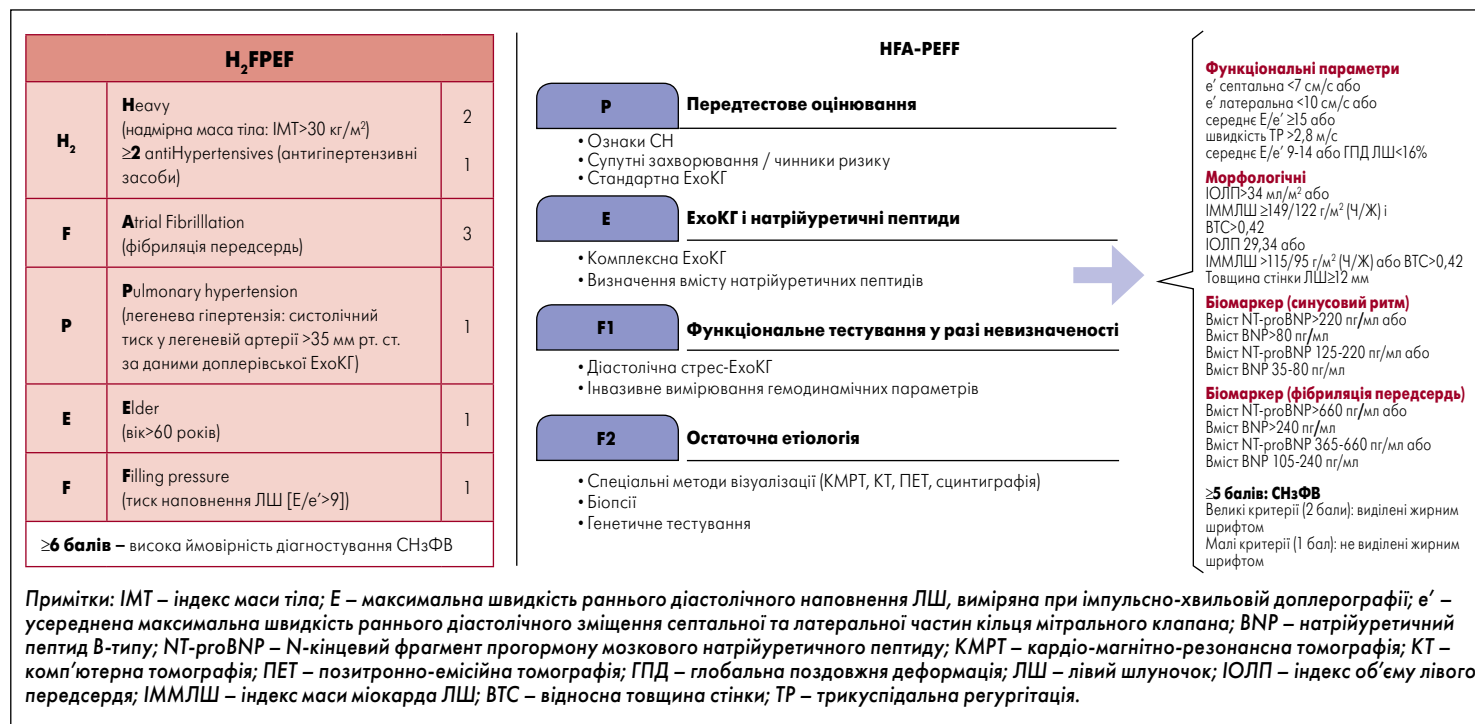 H₂FPEF
H₂
Heavy
(надмірна маса тіла: ІМТ>30 кг/м²)
2
≥2 antiHypertensives (антигіпертензивні
засоби)
1
F
Atrial Fibrilllation
(фібриляція передсердь)
3
P
Pulmonary hypertension
(легенева гіпертензія: систолічний
тиск у легеневій артерії >35 мм рт. ст.
за даними доплерівської ЕхоКГ)
1
E
Elder
(вік>60 років)
1
F
Filling pressure
(тиск наповнення ЛШ [E/e’>9])
1
≥6 балів – висока ймовірність діагностування СНзФВ
HFA-PEFF
P
Передтестове оцінювання
• Ознаки СН
• Супутні захворювання / чинники ризику
• Стандартна ЕхоКГ
E
ЕхоКГ і натрійуретичні пептиди
• Комплексна ЕхоКГ
• Визначення вмісту натрійуретичних пептидів
F1
Функціональне тестування у разі невизначеності
• Діастолічна стрес-ЕхоКГ
• Інвазивне вимірювання гемодинамічних параметрів
F2
Остаточна етіологія
• Спеціальні методи візуалізації (КМРТ, КТ, ПЕТ, сцинтиграфія)
• Біопсії
• Генетичне тестування
Функціональні параметри
e’ септальна <7 см/с або
e’ латеральна <10 см/с або
середнє E/e’ ≥15 або
швидкість ТР >2,8 м/с
середнє E/e’ 9-14 або ГПД ЛШ<16%
Морфологічні
ІОЛП>34 мл/м² або
ІММЛШ ≥149/122 г/м² (Ч/Ж) і
ВТС>0,42
ІОЛП 29,34 або
ІММЛШ >115/95 г/м² (Ч/Ж) або ВТС>0,42
Товщина стінки ЛШ≥12 мм
Біомаркер (синусовий ритм)
Вміст NT-proBNP>220 пг/мл або
Вміст BNP>80 пг/мл
Вміст NT-proBNP 125-220 пг/мл або
Вміст BNP 35-80 пг/мл
Біомаркер (фібриляція передсердь)
Вміст NT-proBNP>660 пг/мл або
Вміст BNP>240 пг/мл
Вміст NT-proBNP 365-660 пг/мл або
Вміст BNP 105-240 пг/мл
≥5 балів: СНзФВ
Великі критерії (2 бали): виділені жирним
шрифтом
Малі критерії (1 бал): не виділені жирним
шрифтом
Примітки: ІМТ – індекс маси тіла; E – максимальна швидкість раннього діастолічного наповнення ЛШ, виміряна при імпульсно-хвильовій доплерографії; e’ –
усереднена максимальна швидкість раннього діастолічного зміщення септальної та латеральної частин кільця мітрального клапана; BNP – натрійуретичний
пептид B-типу; NT-proBNP – N-кінцевий фрагмент прогормону мозкового натрійуретичного пептиду; КМРТ – кардіо-магнітно-резонансна томографія; КТ –
комп’ютерна томографія; ПЕТ – позитронно-емісійна томографія; ГПД – глобальна поздовжня деформація; ЛШ – лівий шлуночок; ІОЛП – індекс об’єму лівого
передсердя; ІММЛШ – індекс маси міокарда ЛШ; ВТС – відносна товщина стінки; ТР – трикуспідальна регургітація.